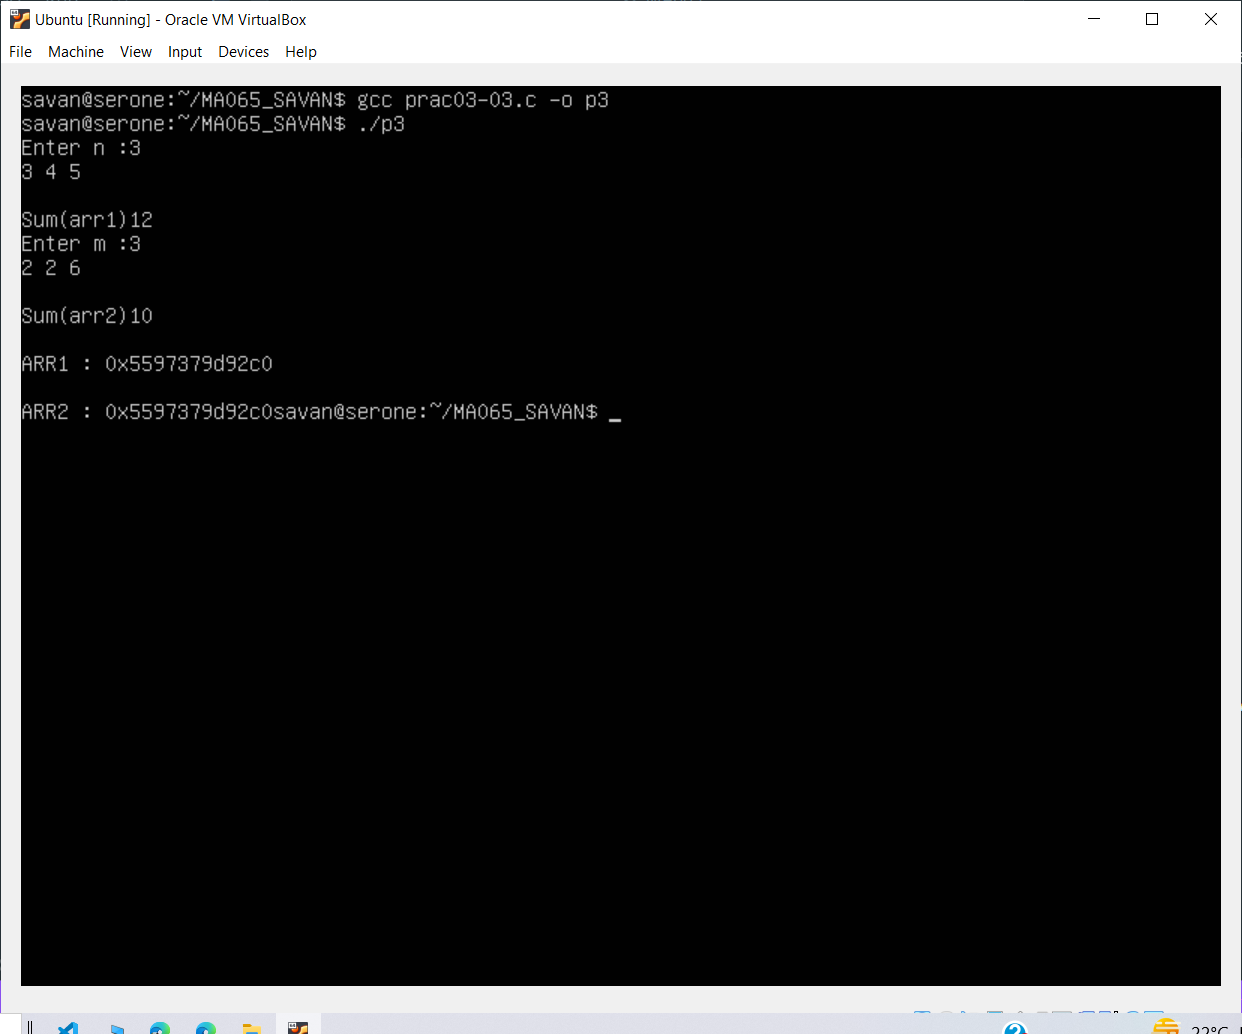 Ubuntu [Running] - Oracle VM VirtualBox
File Machine View Input Devices Help
savan@serone:~/MA065_SAVAN$ gcc prac03-03.c -o p3
savan@serone:~/MA065_SAVAN$ ./p3
Enter n :3
3 4 5
Sum(arr1)12
Enter m :3
2 2 6
Sum(arr2)10
ARR1 : 0x5597379d92c0
ARR2 : 0x5597379d92c0savan@serone:~/MA065_SAVAN$ _
22°C